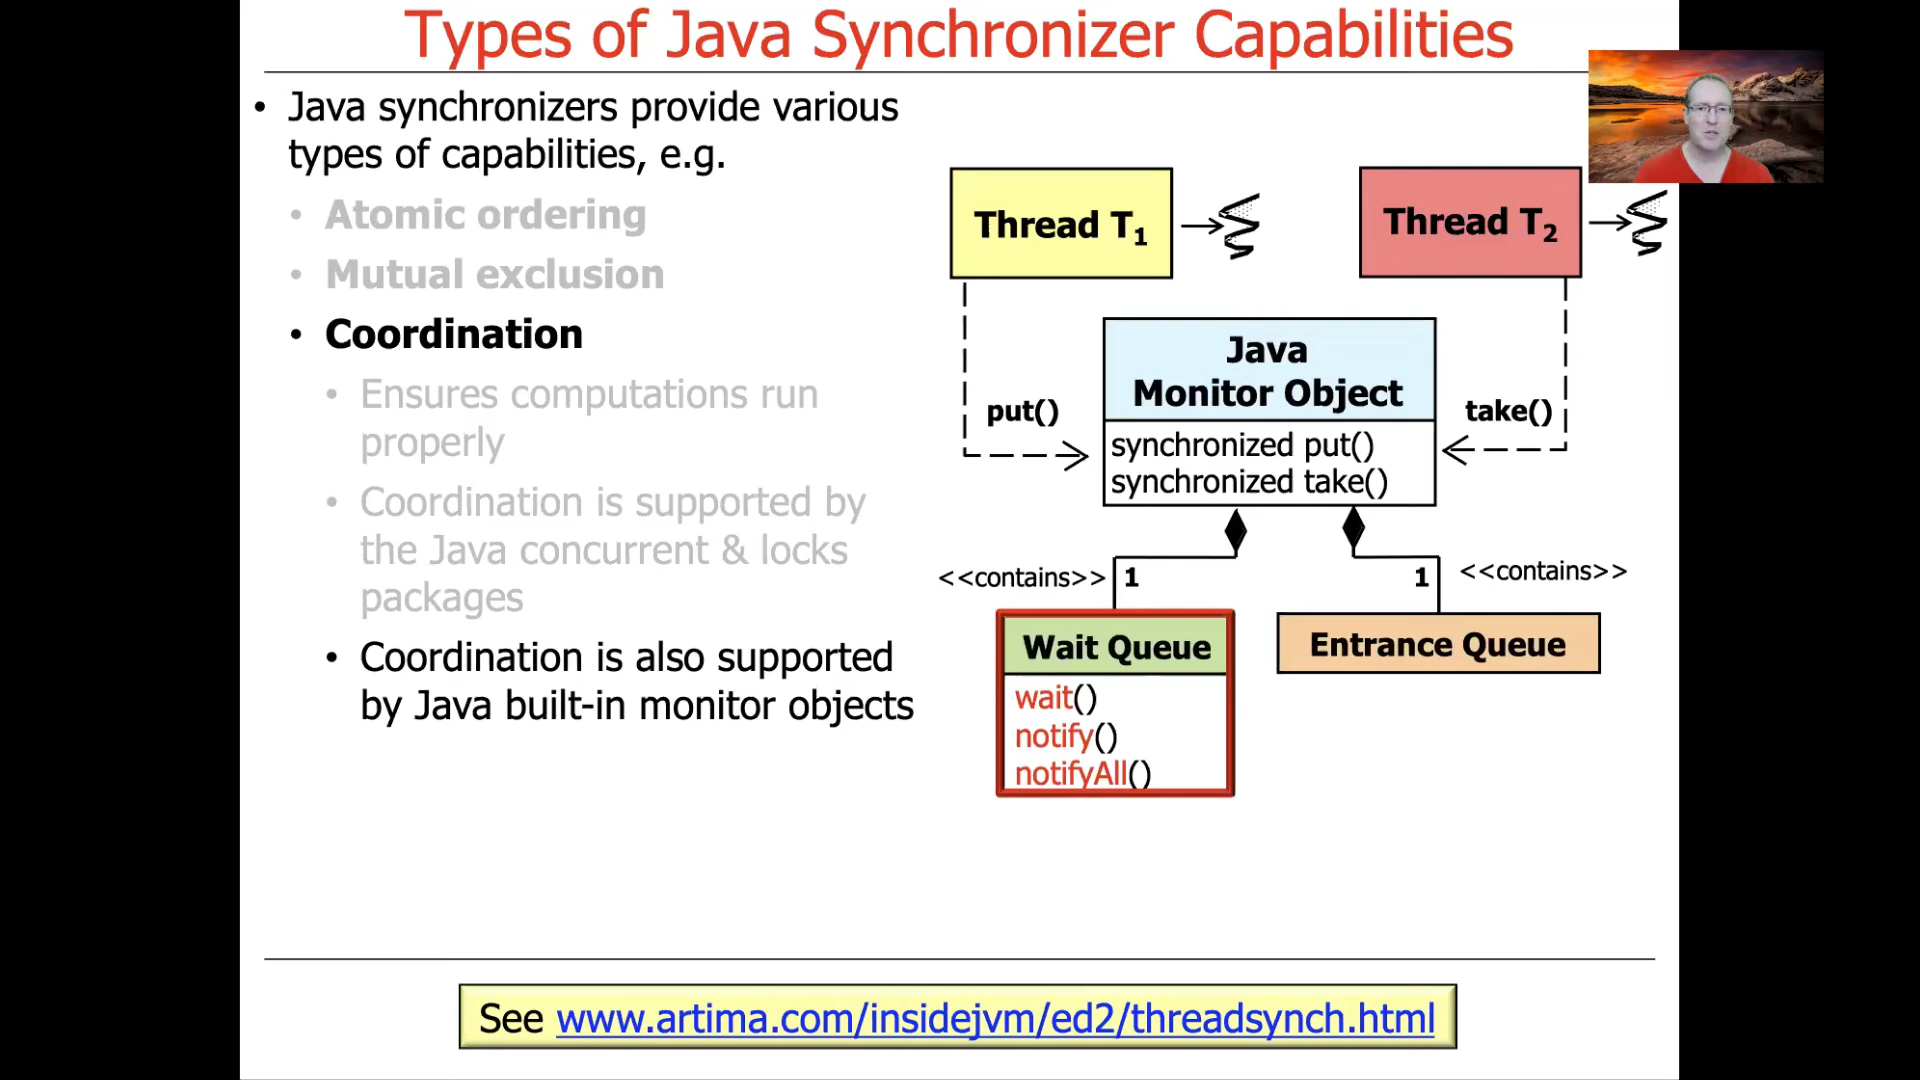 Types of Java Synchronizer Capabilities
• Java synchronizers provide various
types of capabilities, e.g.
• Atomic ordering
• Mutual exclusion
• Coordination
• Ensures computations run
properly
• Coordination is supported by
the Java concurrent & locks
packages
• Coordination is also supported
by Java built-in monitor objects
Thread T1
Thread T2
Java
Monitor Object
put()
take()
synchronized put()
synchronized take()
<<contains>> 1
1 <<contains>>
Wait Queue
wait()
notify()
notifyAll()
Entrance Queue
See www.artima.com/insidejvm/ed2/threadsynch.html